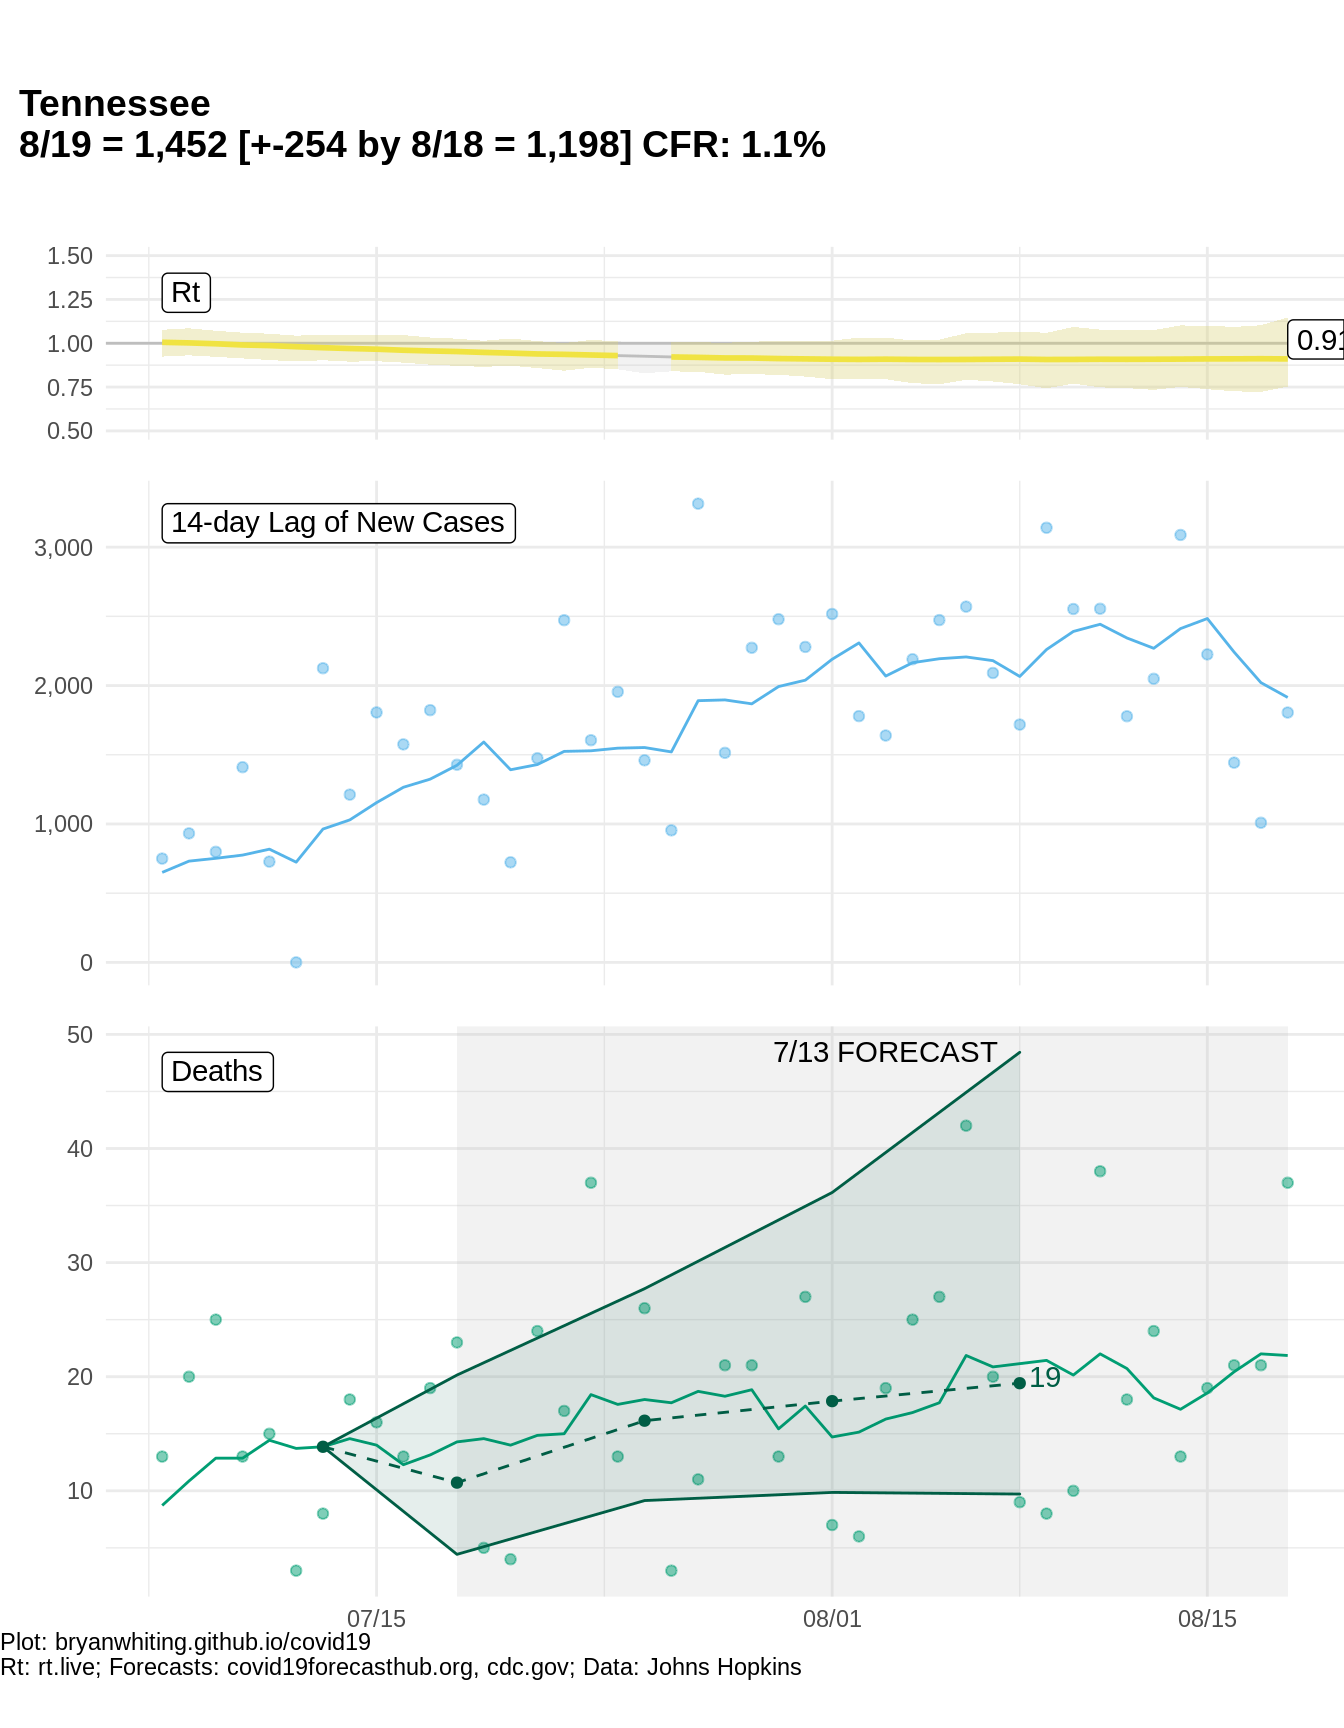 Tennessee
8/19 = 1,452 [+-254 by 8/18 = 1,198] CFR: 1.1%
1.50
1.25
1.00
0.75
0.50
Rt
0.91
14-day Lag of New Cases
3,000
2,000
1,000
0
50
40
30
20
10
Deaths
7/13 FORECAST
19
07/15
08/01
08/15
Plot: bryanwhiting.github.io/covid19
Rt: rt.live; Forecasts: covid19forecasthub.org, cdc.gov; Data: Johns Hopkins